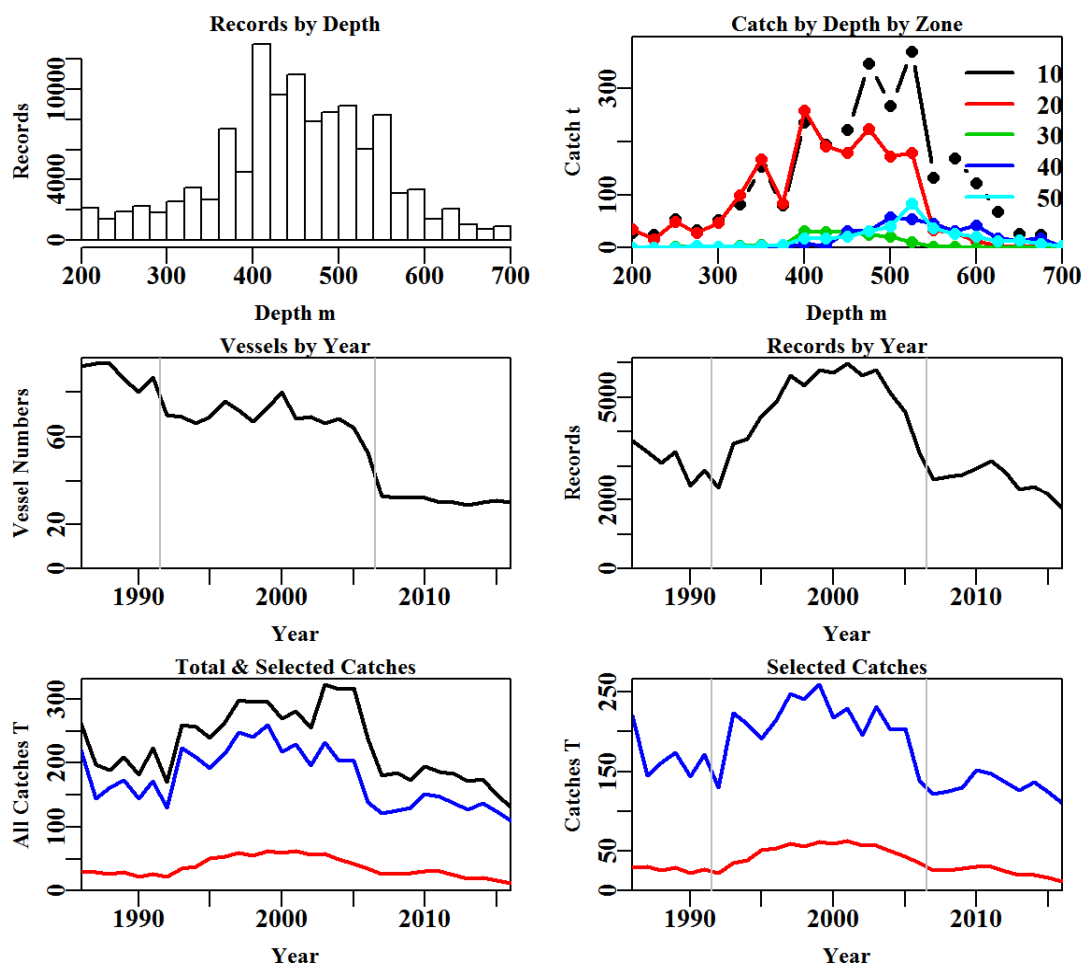 Records by Depth
Records
0 4000 10000
200 300 400 500 600 700
Depth m
Catch by Depth by Zone
Catch t
0 100 300
10
20
30
40
50
200 300 400 500 600 700
Depth m
Vessels by Year
Vessel Numbers
0 20 60
1990 2000 2010
Year
Records by Year
Records
0 2000 5000
1990 2000 2010
Year
Total & Selected Catches
All Catches T
0 100 200 300
1990 2000 2010
Year
Selected Catches
Catches T
0 50 150 250
1990 2000 2010
Year